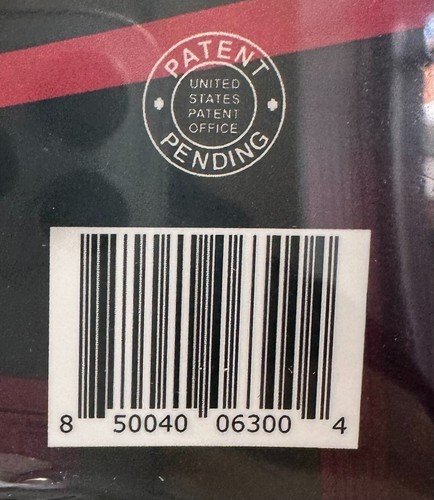 PATENT
UNITED
STATES
PATENT
OFFICE
PENDING
8 50040 06300 4